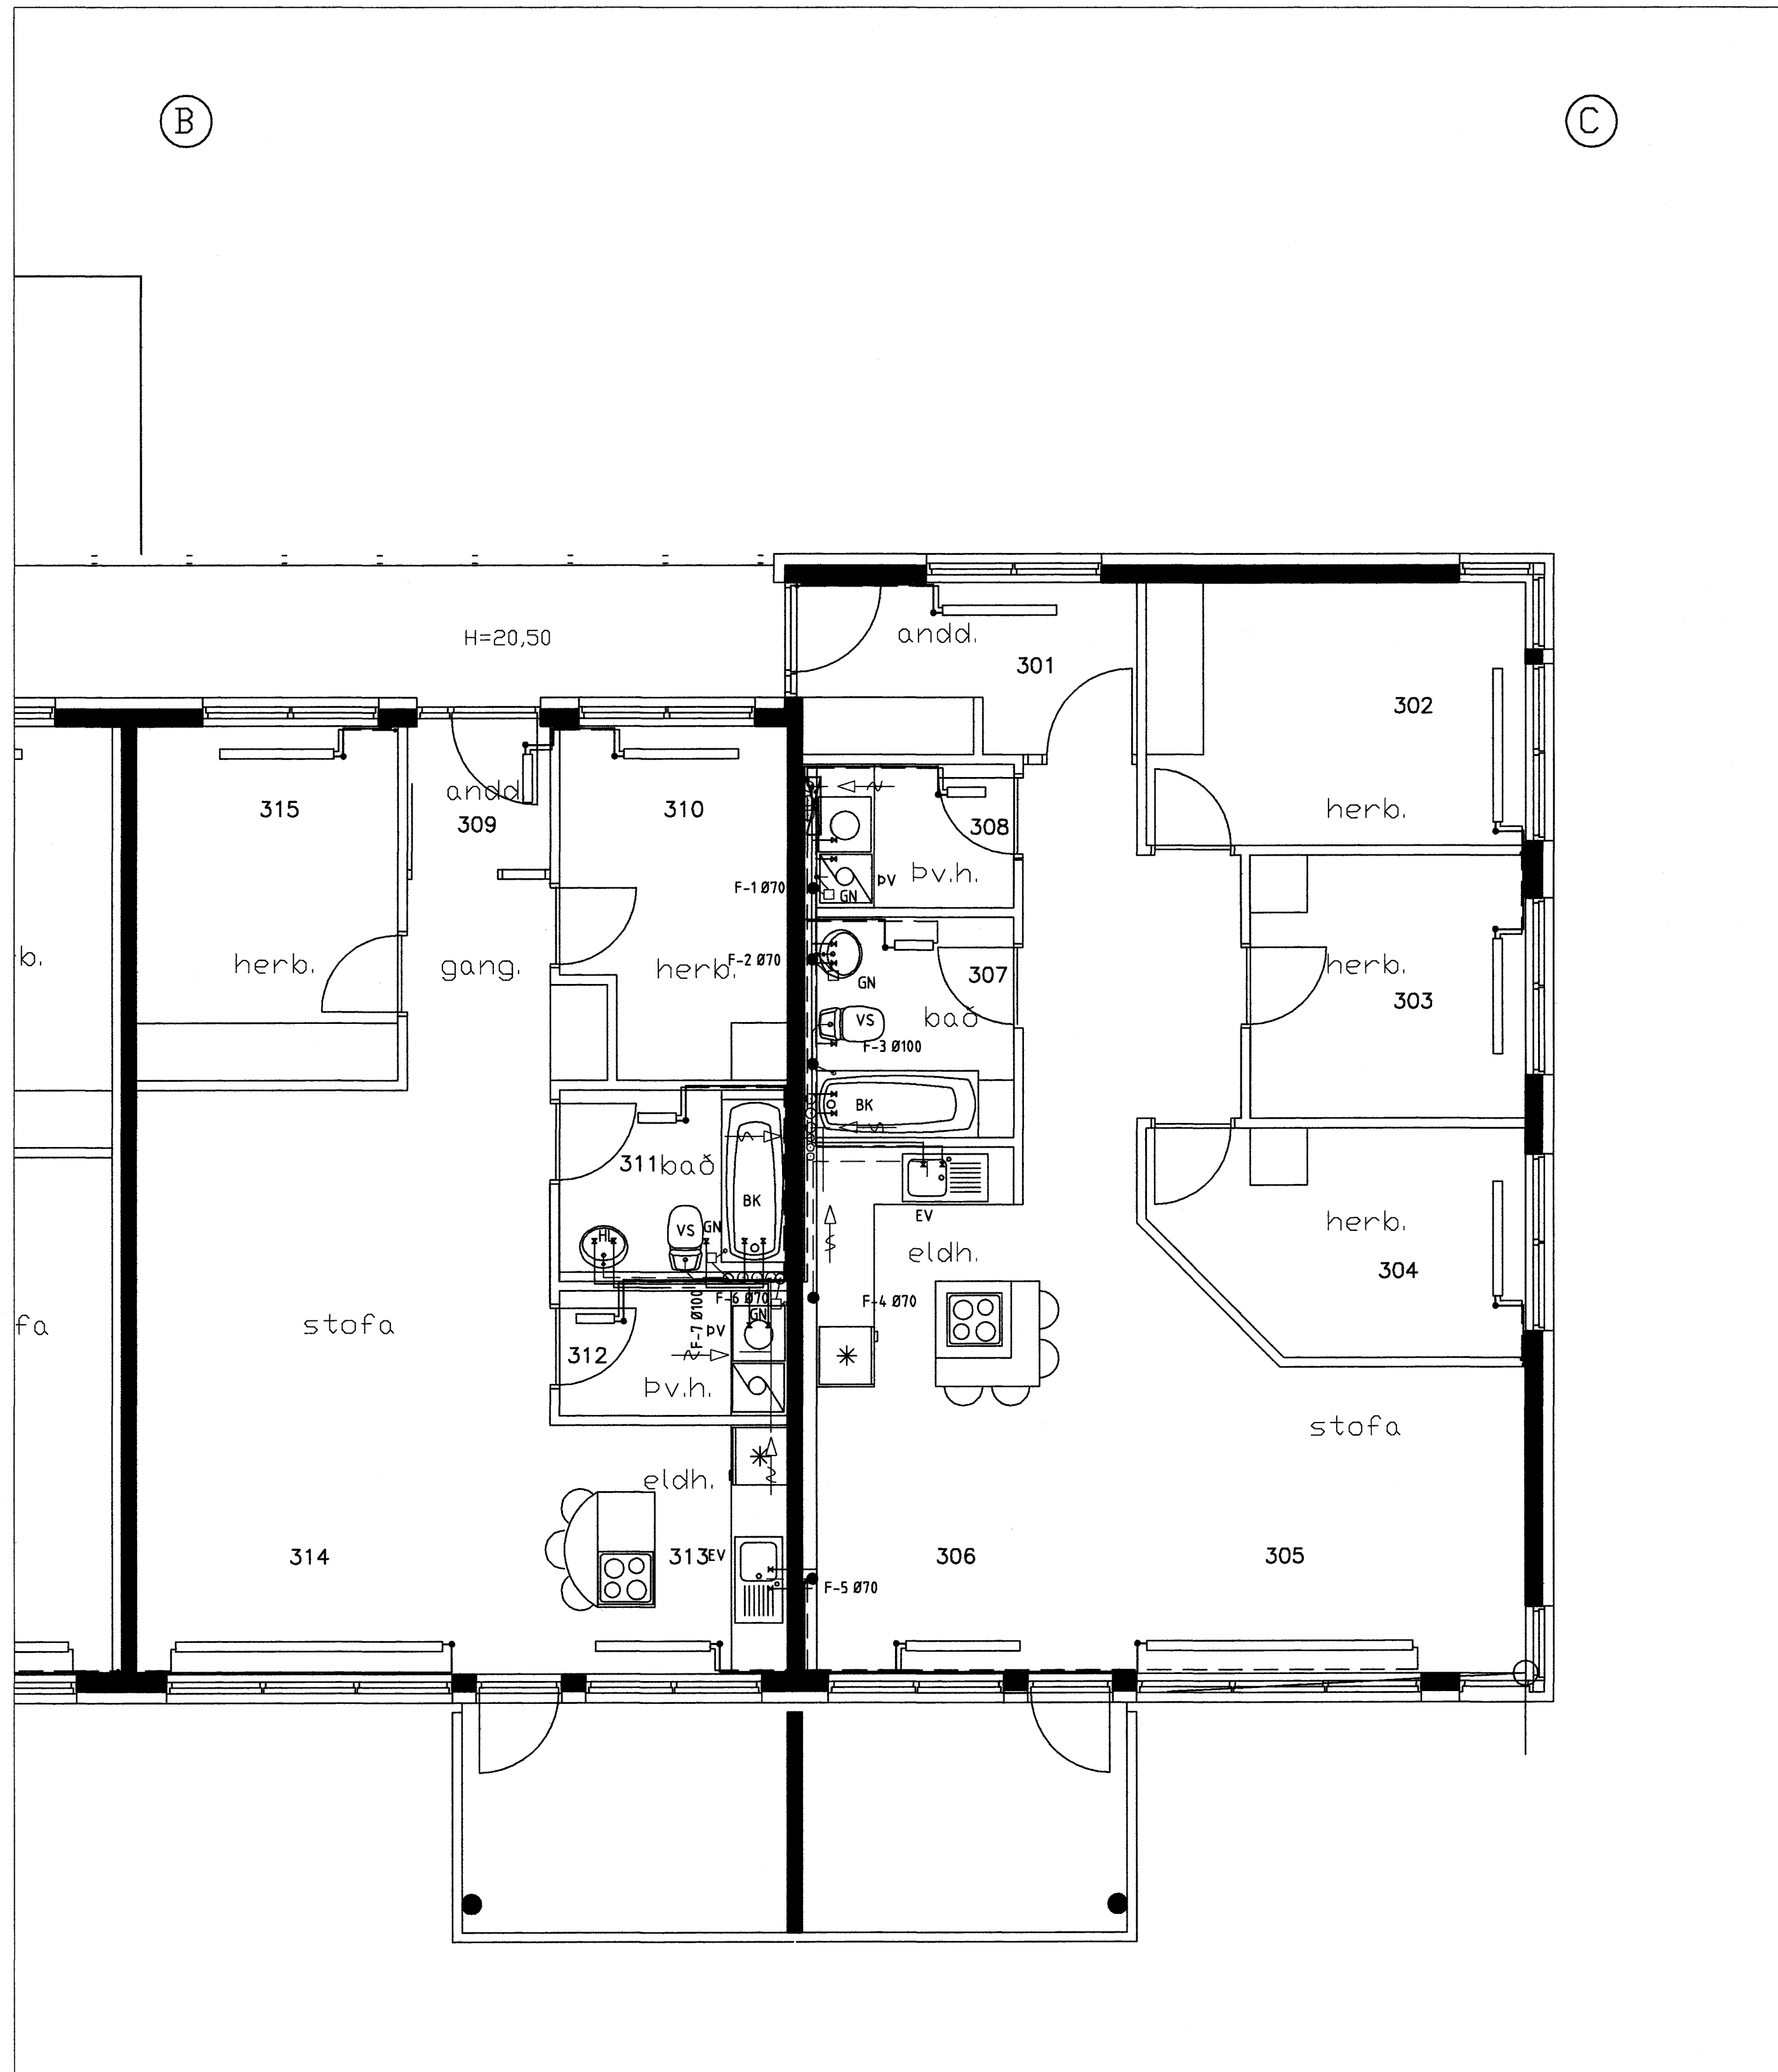 B
C
H=20,50
andd.
301
302
herb.
315
andd
309
310
308
Þv.h.
ÞV
GN
F-1 Ø70
F-2 Ø70
b.
herb.
gang.
herb.
GN
307
herb.
303
VS
bað
F-3 Ø100
BK
311
bað
BK
VS
GN
HL
EV
eldh.
herb.
304
fa
stofa
F-6 Ø70
F-7 Ø100
GN
ÞV
312
Þv.h.
F-4 Ø70
stofa
eldh.
314
313
EV
306
305
F-5 Ø70